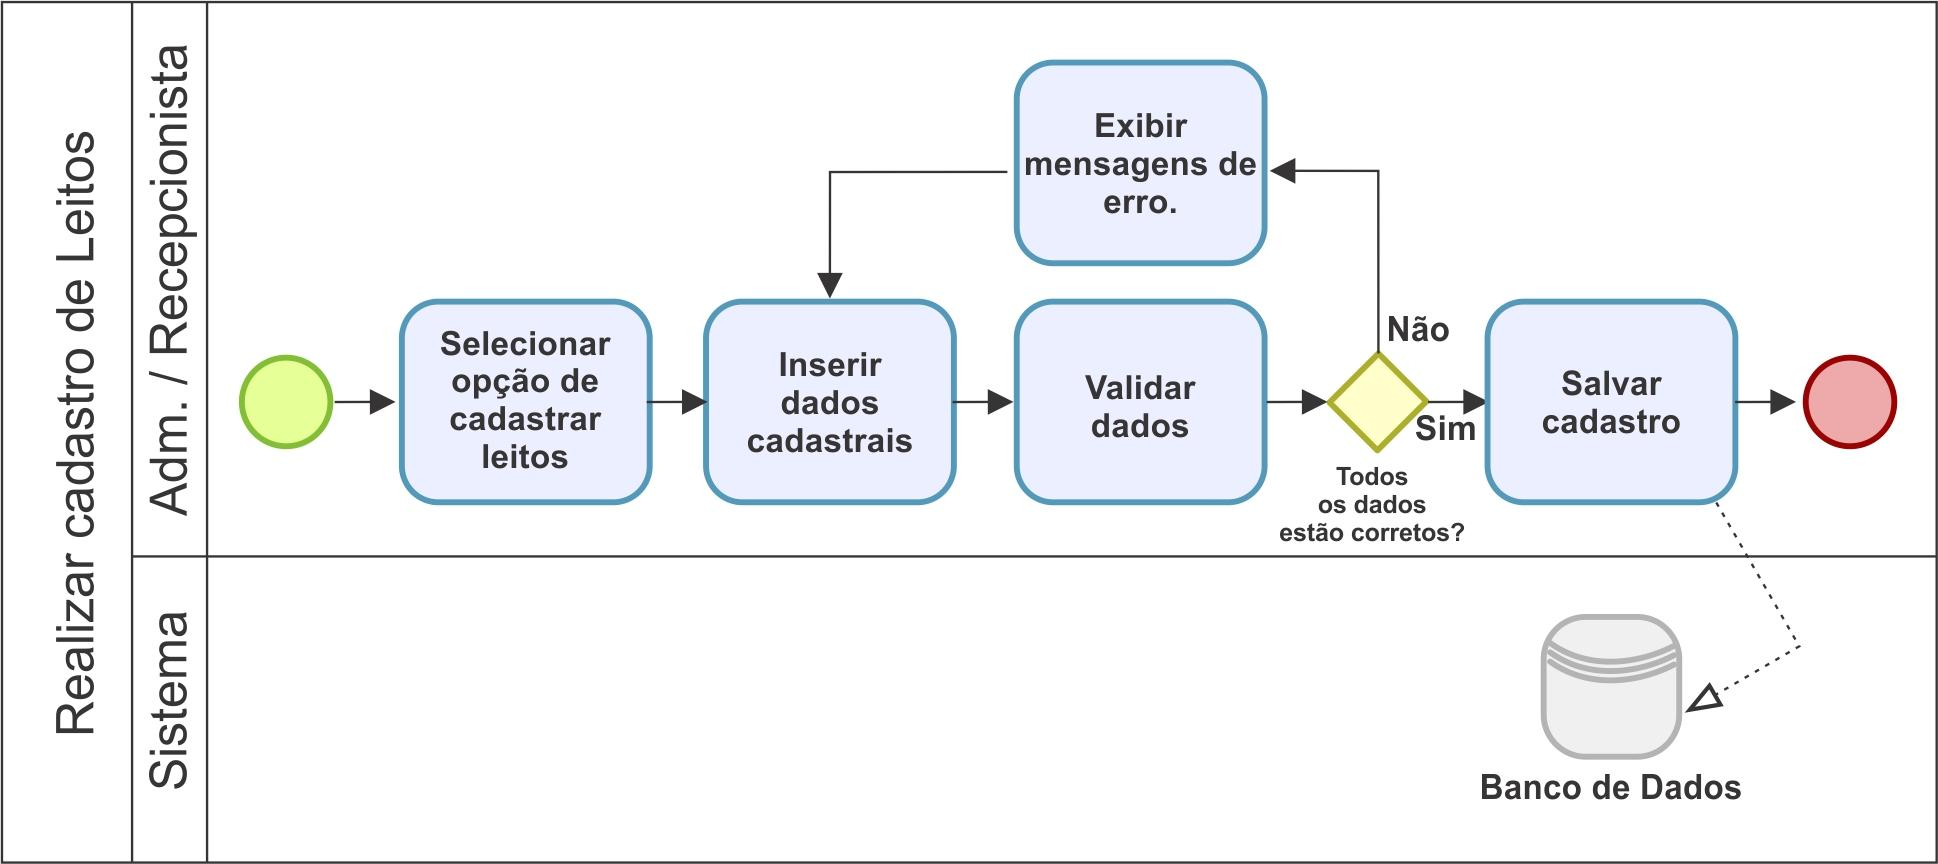 Realizar cadastro de Leitos
Adm. / Recepcionista
Exibir
mensagens de
erro.
Selecionar
opção de
cadastrar
leitos
Inserir
dados
cadastrais
Validar
dados
Não
Sim
Todos
os dados
estão corretos?
Salvar
cadastro
Sistema
Banco de Dados